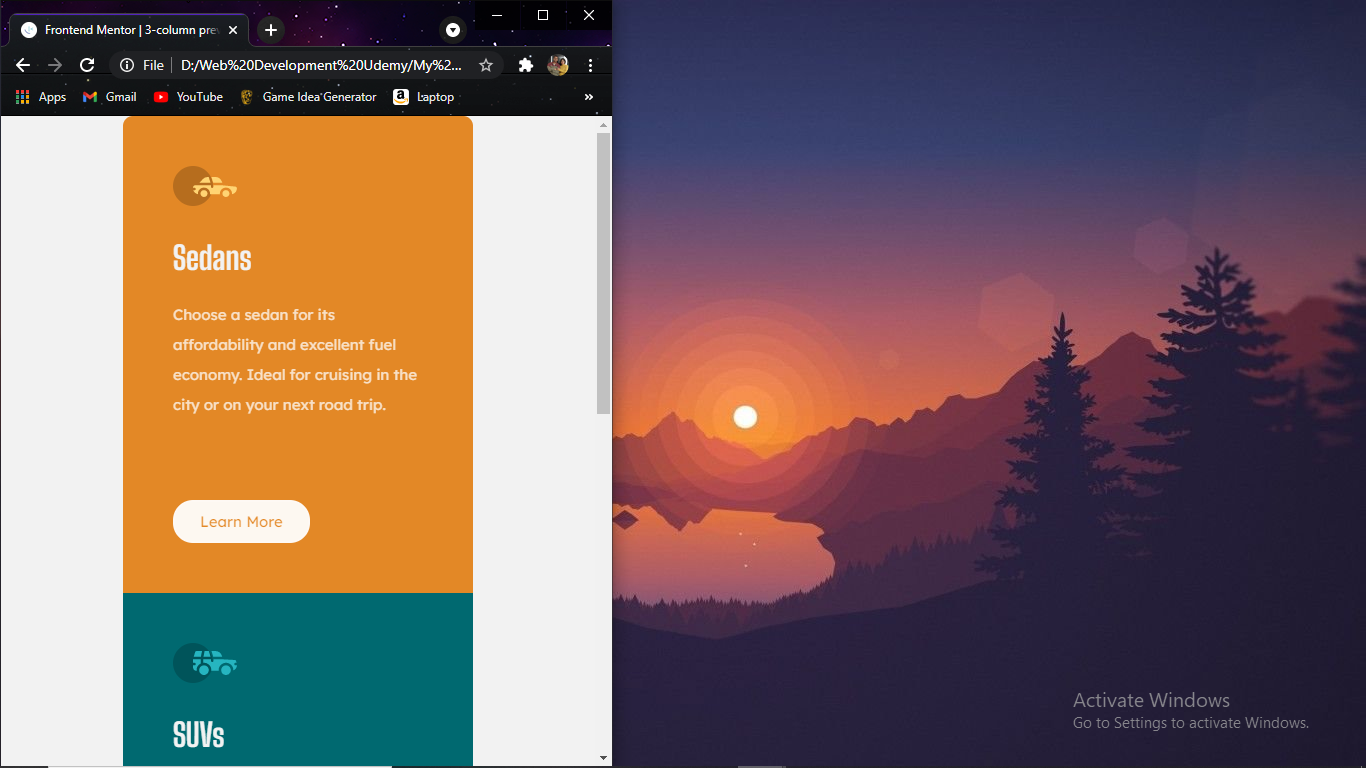 Frontend Mentor | 3-column pre
File
D:/Web%20Development%20Udemy/My%2...
Apps
Gmail
YouTube
Game Idea Generator
Laptop
Sedans
Choose a sedan for its
affordability and excellent fuel
economy. Ideal for cruising in the
city or on your next road trip.
Learn More
SUVs
Activate Windows
Go to Settings to activate Windows.